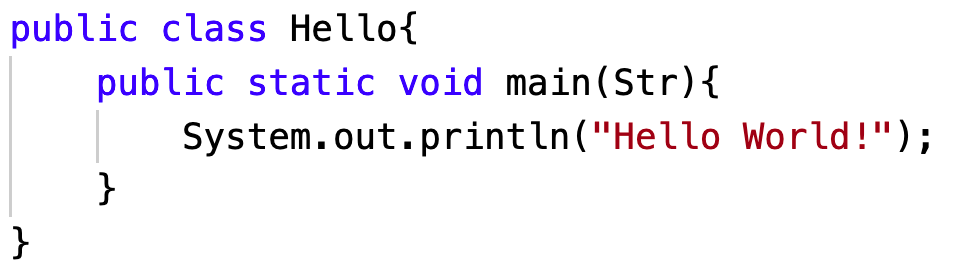 public class Hello{
public static void main(Str){
System.out.println("Hello World!");
}
}